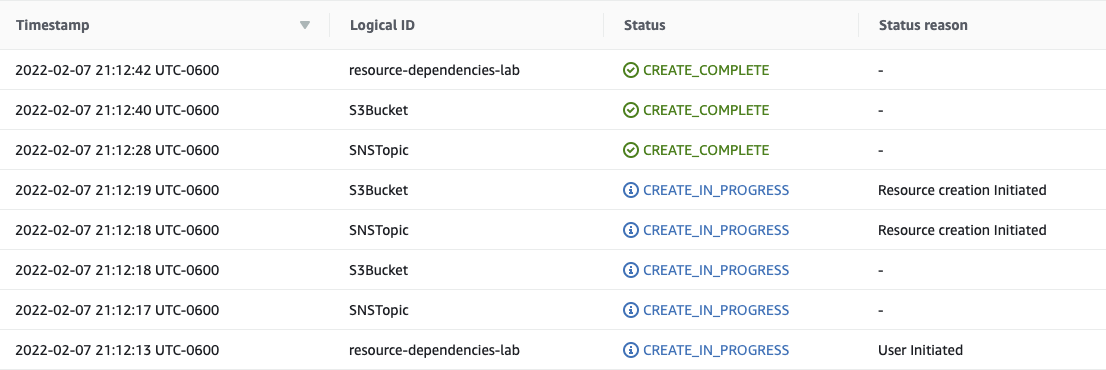 Timestamp Logical ID Status Status reason
2022-02-07 21:12:42 UTC-0600 resource-dependencies-lab CREATE_COMPLETE -
2022-02-07 21:12:40 UTC-0600 S3Bucket CREATE_COMPLETE -
2022-02-07 21:12:28 UTC-0600 SNSTopic CREATE_COMPLETE -
2022-02-07 21:12:19 UTC-0600 S3Bucket CREATE_IN_PROGRESS Resource creation Initiated
2022-02-07 21:12:18 UTC-0600 SNSTopic CREATE_IN_PROGRESS Resource creation Initiated
2022-02-07 21:12:18 UTC-0600 S3Bucket CREATE_IN_PROGRESS -
2022-02-07 21:12:17 UTC-0600 SNSTopic CREATE_IN_PROGRESS -
2022-02-07 21:12:13 UTC-0600 resource-dependencies-lab CREATE_IN_PROGRESS User Initiated